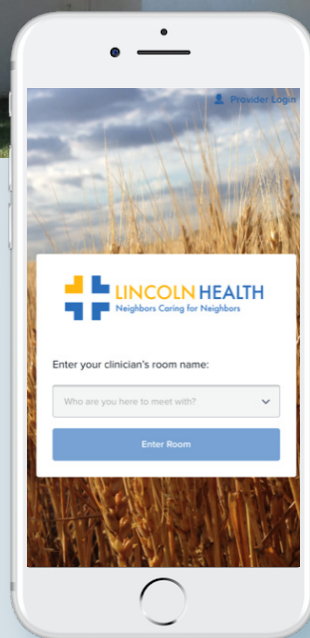 Provider Login
LINCOLN HEALTH
Neighbors Caring for Neighbors
Enter your clinician's room name:
Who are you here to meet with?
Enter Room